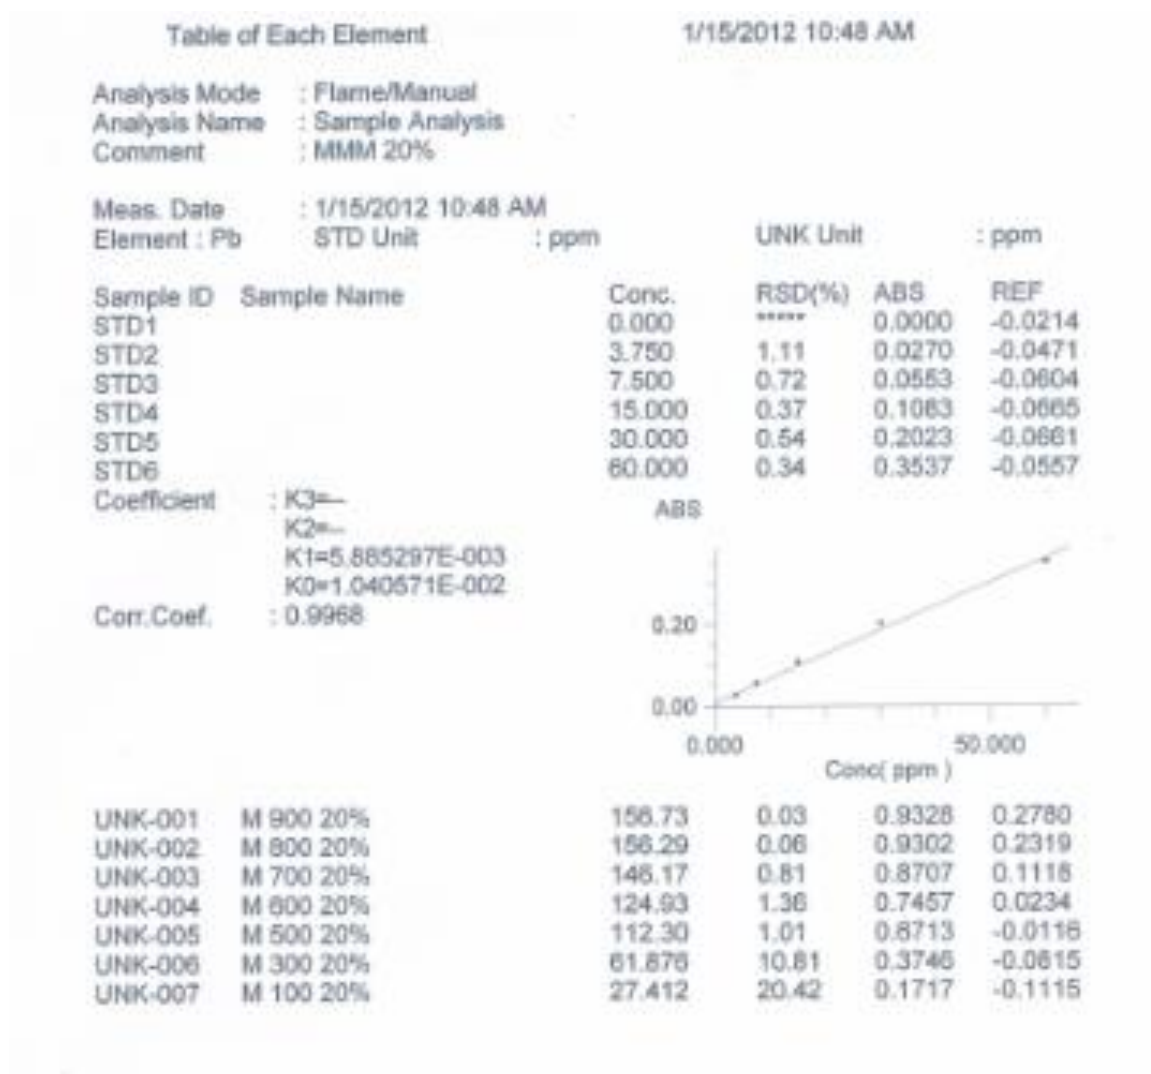 Table of Each Element 1/15/2012 10:48 AM
Analysis Mode : Flame/Manual
Analysis Name : Sample Analysis
Comment : MMM 20%
Meas. Date : 1/15/2012 10:48 AM
Element : Pb STD Unit : ppm UNK Unit : ppm
Sample ID Sample Name Conc. RSD(%) ABS REF
STD1 0.000 ***** 0.0000 -0.0214
STD2 3.750 1.11 0.0270 -0.0471
STD3 7.500 0.72 0.0553 -0.0604
STD4 15.000 0.37 0.1083 -0.0665
STD5 30.000 0.54 0.2023 -0.0661
STD6 60.000 0.34 0.3537 -0.0557
Coefficient : K3=--
K2=--
K1=5.885297E-003
K0=1.040571E-002
Corr.Coef. : 0.9968
ABS
0.20
0.00
0.000 50.000
Conc( ppm )
UNK-001 M 900 20% 156.73 0.03 0.9328 0.2780
UNK-002 M 800 20% 156.29 0.06 0.9302 0.2319
UNK-003 M 700 20% 146.17 0.81 0.8707
UNK-004 M 600 20% 124.93 1.36 0.7457 0.0234
UNK-005 M 500 20% 112.30 1.01 0.6713 -0.0116
UNK-006 M 300 20% 61.876 10.81 0.3746
UNK-007 M 100 20% 27.412 20.42 0.1717 -0.1115